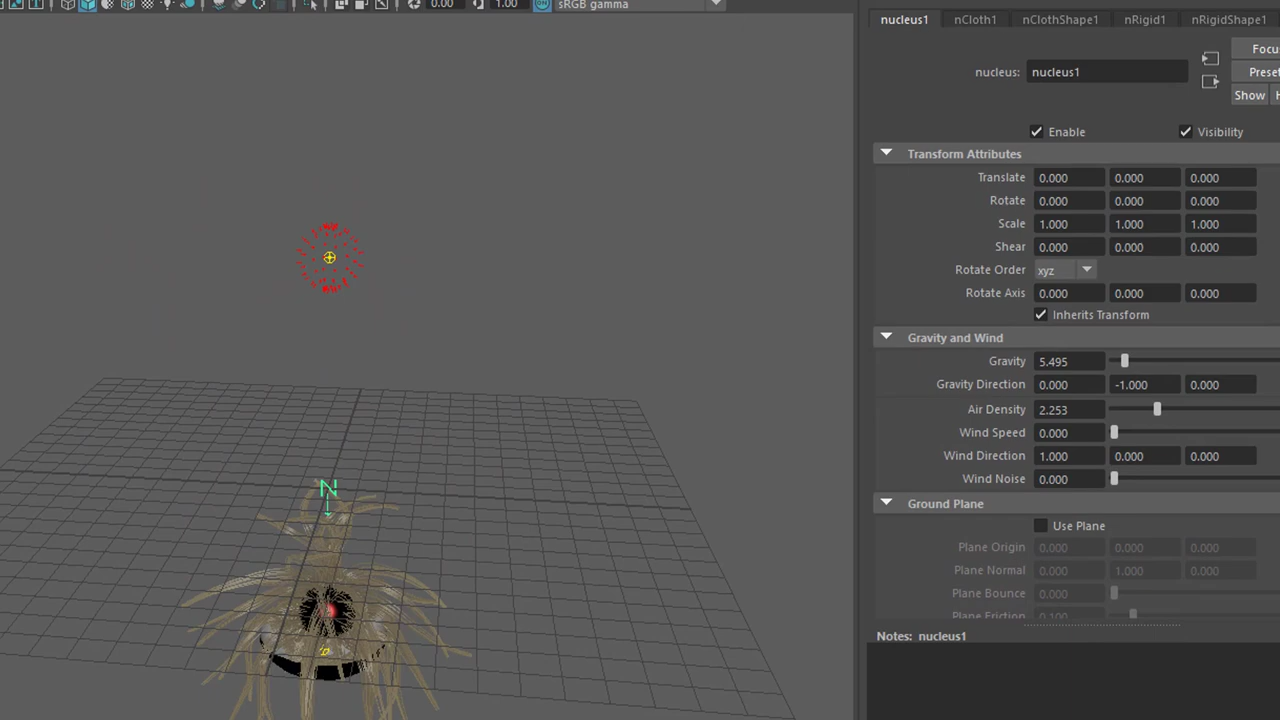 0.00 1.00 ON sRGB gamma
nucleus1 nCloth1 nClothShape1 nRigid1 nRigidShape1
Focu
nucleus: nucleus1
Preset
Show H
Enable Visibility
Transform Attributes
Translate 0.000 0.000 0.000
Rotate 0.000 0.000 0.000
Scale 1.000 1.000 1.000
Shear 0.000 0.000 0.000
Rotate Order xyz
Rotate Axis 0.000 0.000 0.000
Inherits Transform
Gravity and Wind
Gravity 5.495
Gravity Direction 0.000 -1.000 0.000
Air Density 2.253
Wind Speed 0.000
Wind Direction 1.000 0.000 0.000
Wind Noise 0.000
Ground Plane
Use Plane
Plane Origin 0.000 0.000 0.000
Plane Normal 0.000 1.000 0.000
Plane Bounce 0.000
Plane Friction 0.100
Notes: nucleus1
N